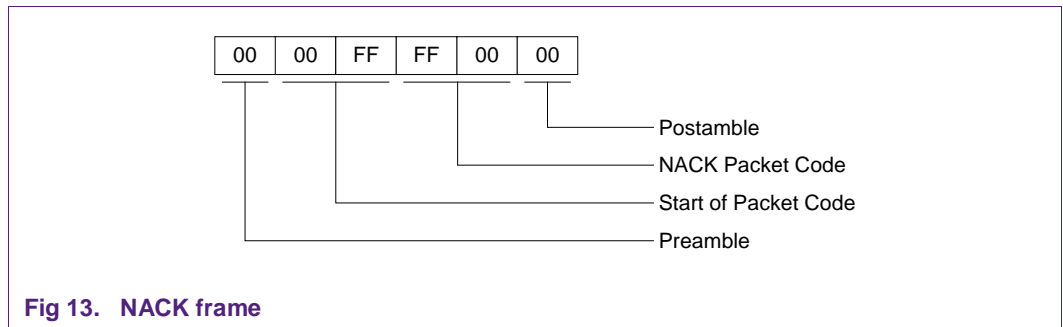 00 00 FF FF 00 00
Postamble
NACK Packet Code
Start of Packet Code
Preamble
Fig 13. NACK frame